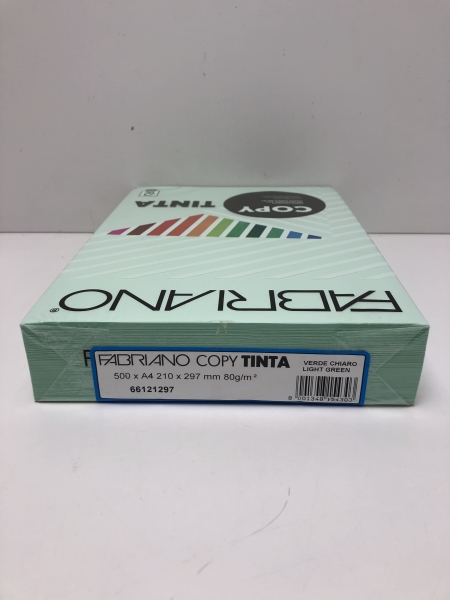 COPY
TINTA
FABRIANO®
FABRIANO COPY TINTA
500 x A4 210 x 297 mm 80g/m²
66121297
VERDE CHIARO
LIGHT GREEN